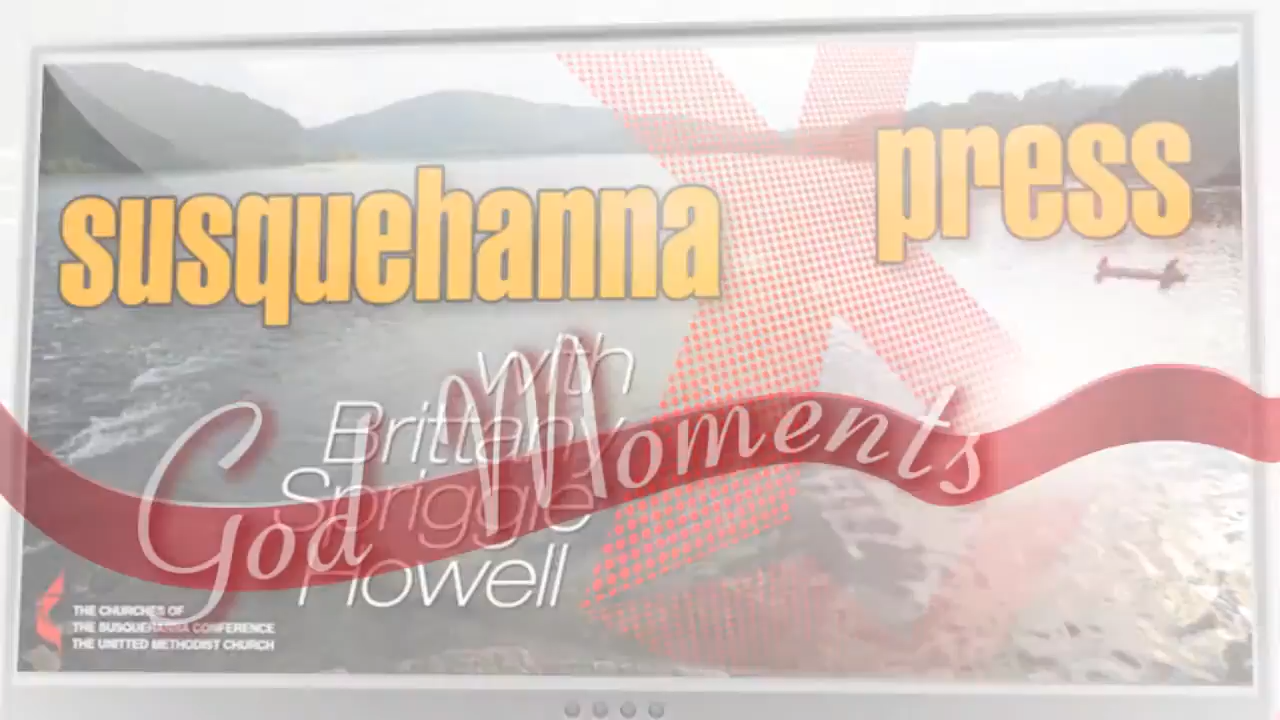 susquehanna press
with
Brittany
Spriggle
Howell
God Moments
THE CHURCHES OF
THE SUSQUEHANNA CONFERENCE
THE UNITED METHODIST CHURCH